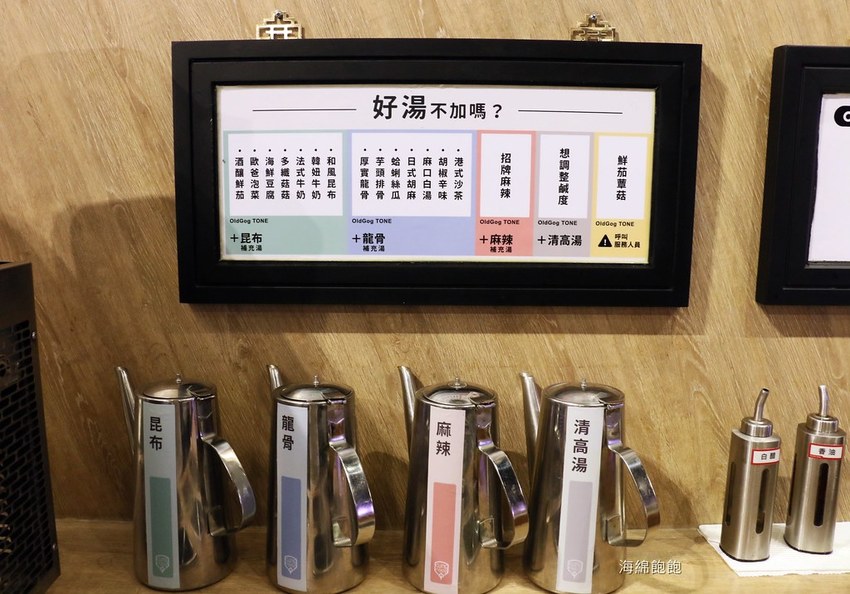 好湯不加嗎？
•和風昆布
•韓妞牛奶
•法式牛奶
•多纖菇菇
•海鮮豆腐
•歐爸泡菜
•酒釀鮮茄
OldGog TONE
+昆布
補充湯
•港式沙茶
•胡椒辛味
•麻口白湯
•日式胡麻
•蛤蜊絲瓜
•芋頭排骨
•厚實龍骨
OldGog TONE
+龍骨
補充湯
招牌麻辣
OldGog TONE
+麻辣
補充湯
想調整鹹度
OldGog TONE
+清高湯
鮮茄蕈菇
OldGog TONE
呼叫
服務人員
昆布
龍骨
麻辣
清高湯
白醋
香油
海綿飽飽